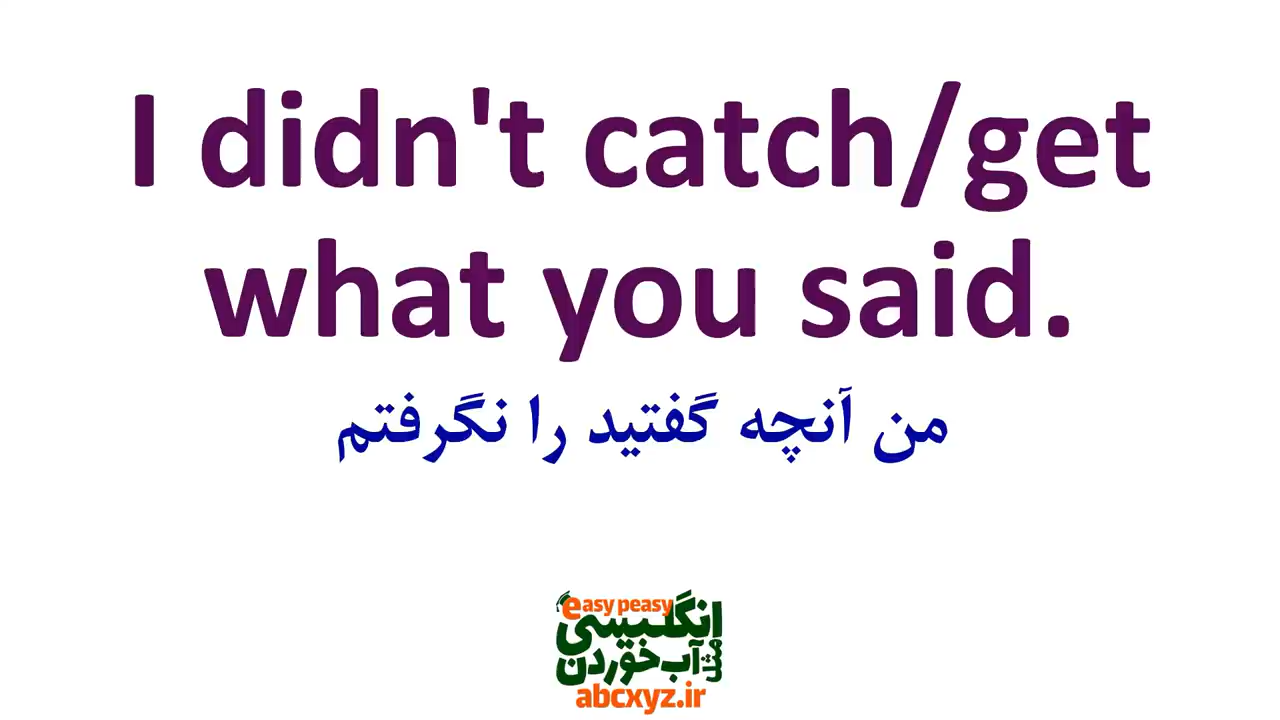 I didn't catch/get
what you said.
من آنچه گفتید را نگرفتم
easy peasy
انگلیسی
مثل آب خوردن
abcxyz.ir